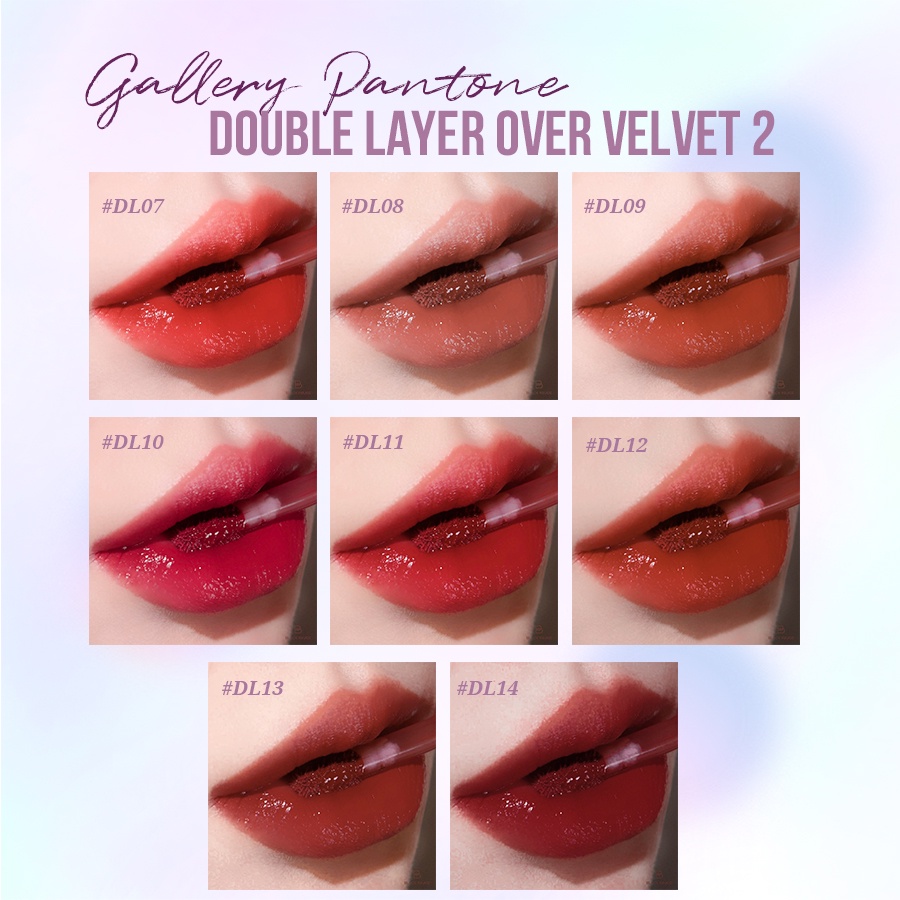 Gallery Pantone
DOUBLE LAYER OVER VELVET 2
#DL07
#DL08
#DL09
#DL10
#DL11
#DL12
#DL13
#DL14